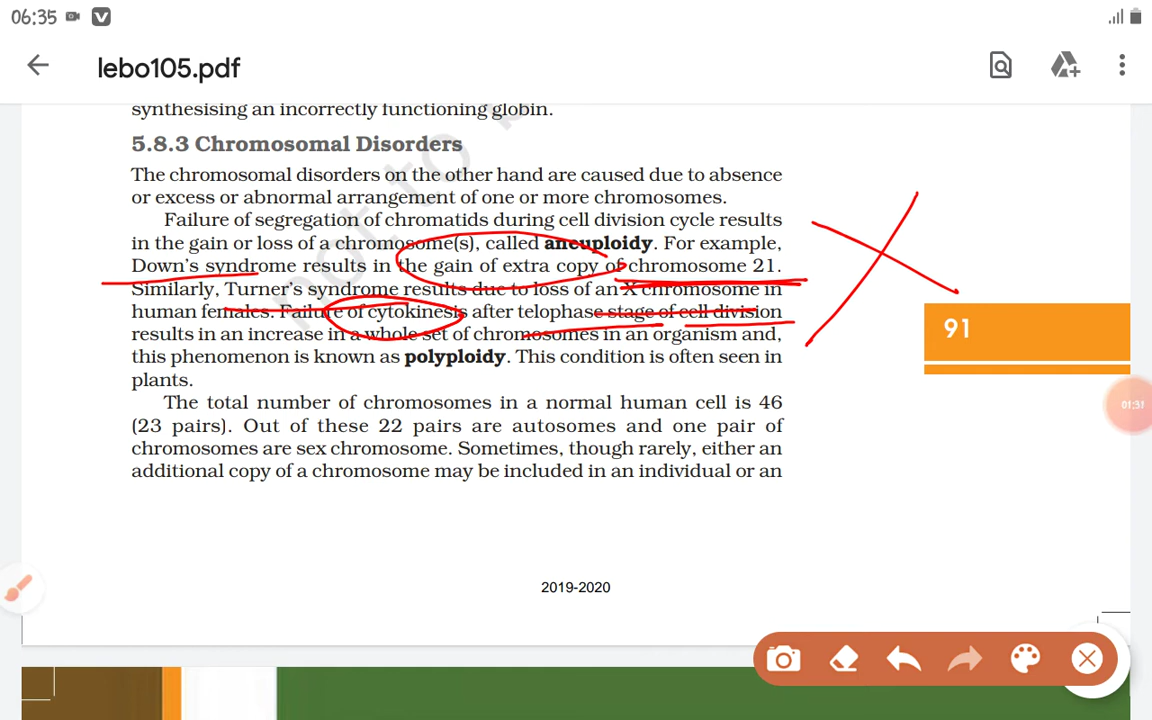 06:35
lebo105.pdf
synthesising an incorrectly functioning globin.
5.8.3 Chromosomal Disorders
The chromosomal disorders on the other hand are caused due to absence
or excess or abnormal arrangement of one or more chromosomes.
Failure of segregation of chromatids during cell division cycle results
in the gain or loss of a chromosome(s), called aneuploidy. For example,
Down's syndrome results in the gain of extra copy of chromosome 21.
Similarly, Turner's syndrome results due to loss of an X chromosome in
human females. Failure of cytokinesis after telophase stage of cell division
results in an increase in a whole set of chromosomes in an organism and,
this phenomenon is known as polyploidy. This condition is often seen in
plants.
91
The total number of chromosomes in a normal human cell is 46
(23 pairs). Out of these 22 pairs are autosomes and one pair of
chromosomes are sex chromosome. Sometimes, though rarely, either an
additional copy of a chromosome may be included in an individual or an
01:31
2019-2020
not to b